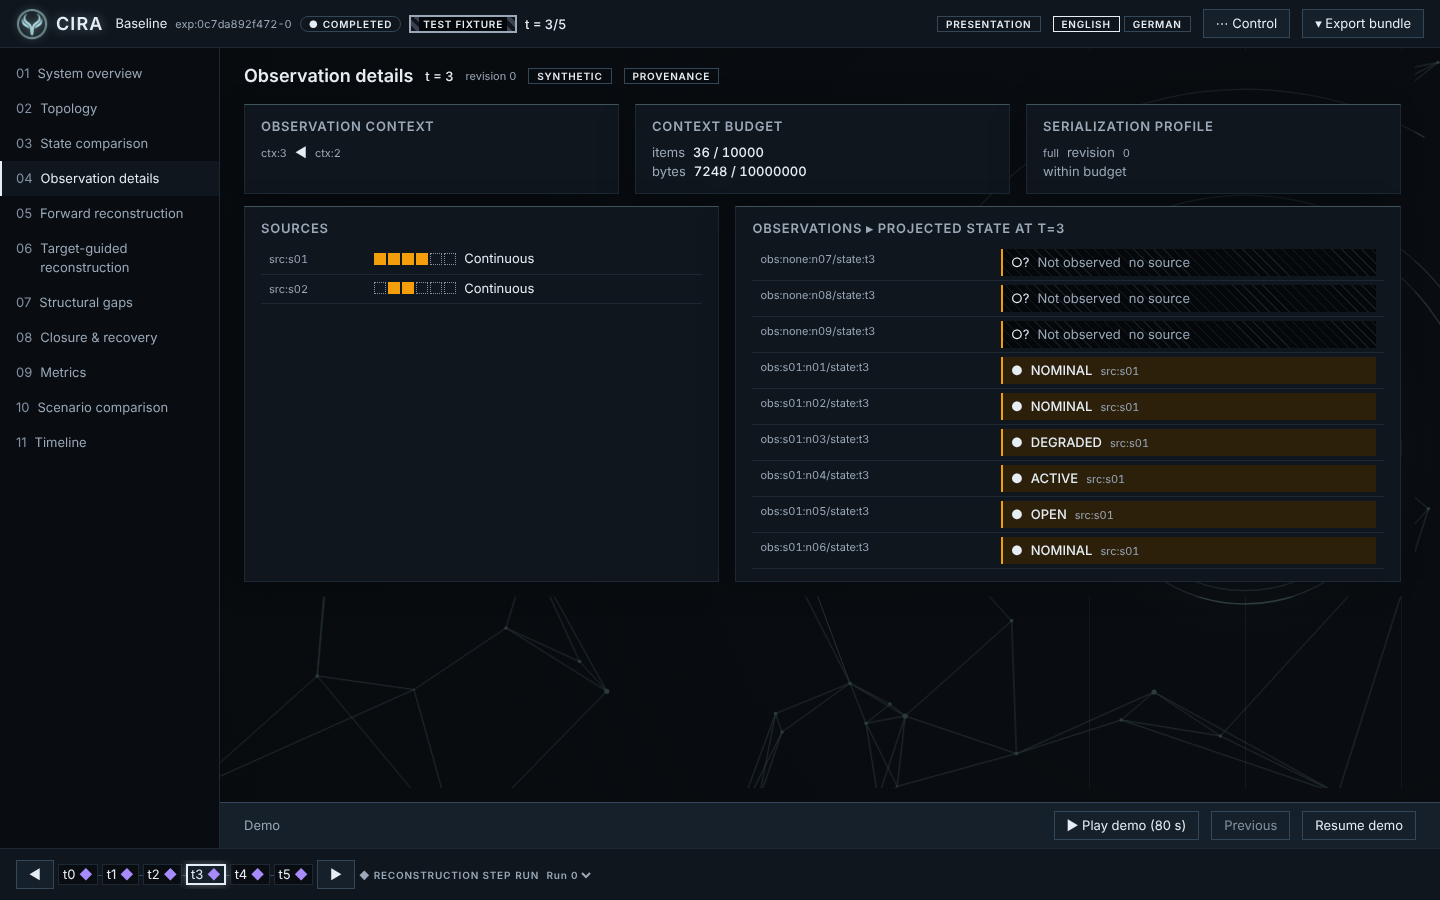 CIRA Baseline exp:0c7da892f472-0 COMPLETED TEST FIXTURE t = 3/5 PRESENTATION ENGLISH GERMAN ··· Control ▾ Export bundle
01 System overview
02 Topology
03 State comparison
04 Observation details
05 Forward reconstruction
06 Target-guided
reconstruction
07 Structural gaps
08 Closure & recovery
09 Metrics
10 Scenario comparison
11 Timeline
Observation details t = 3 revision 0 SYNTHETIC PROVENANCE
OBSERVATION CONTEXT
ctx:3 ◀ ctx:2
CONTEXT BUDGET
items 36 / 10000
bytes 7248 / 10000000
SERIALIZATION PROFILE
full revision 0
within budget
SOURCES
src:s01 Continuous
src:s02 Continuous
OBSERVATIONS ▸ PROJECTED STATE AT T=3
obs:none:n07/state:t3 ○? Not observed no source
obs:none:n08/state:t3 ○? Not observed no source
obs:none:n09/state:t3 ○? Not observed no source
obs:s01:n01/state:t3 ● NOMINAL src:s01
obs:s01:n02/state:t3 ● NOMINAL src:s01
obs:s01:n03/state:t3 ● DEGRADED src:s01
obs:s01:n04/state:t3 ● ACTIVE src:s01
obs:s01:n05/state:t3 ● OPEN src:s01
obs:s01:n06/state:t3 ● NOMINAL src:s01
Demo ▶ Play demo (80 s) Previous Resume demo
◀ t0 ◆ t1 ◆ t2 ◆ t3 ◆ t4 ◆ t5 ◆ ▶ ◆ RECONSTRUCTION STEP RUN Run 0